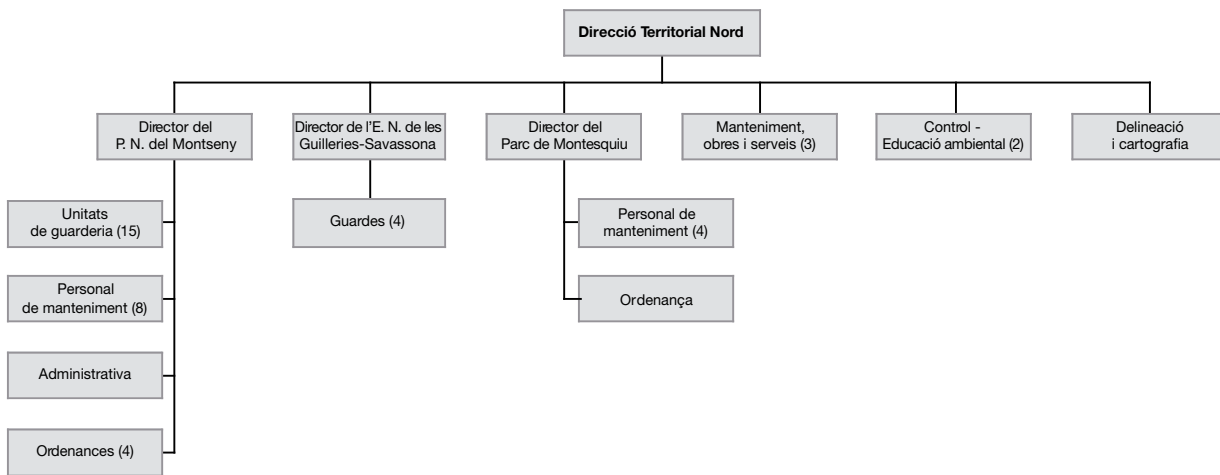 Direcció Territorial Nord
Director del
P. N. del Montseny
Director de l'E. N. de les
Guilleries-Savassona
Director del
Parc de Montesquiu
Manteniment,
obres i serveis (3)
Control -
Educació ambiental (2)
Delineació
i cartografia
Unitats
de guarderia (15)
Guardes (4)
Personal de
manteniment (4)
Personal
de manteniment (8)
Ordenança
Administrativa
Ordenances (4)